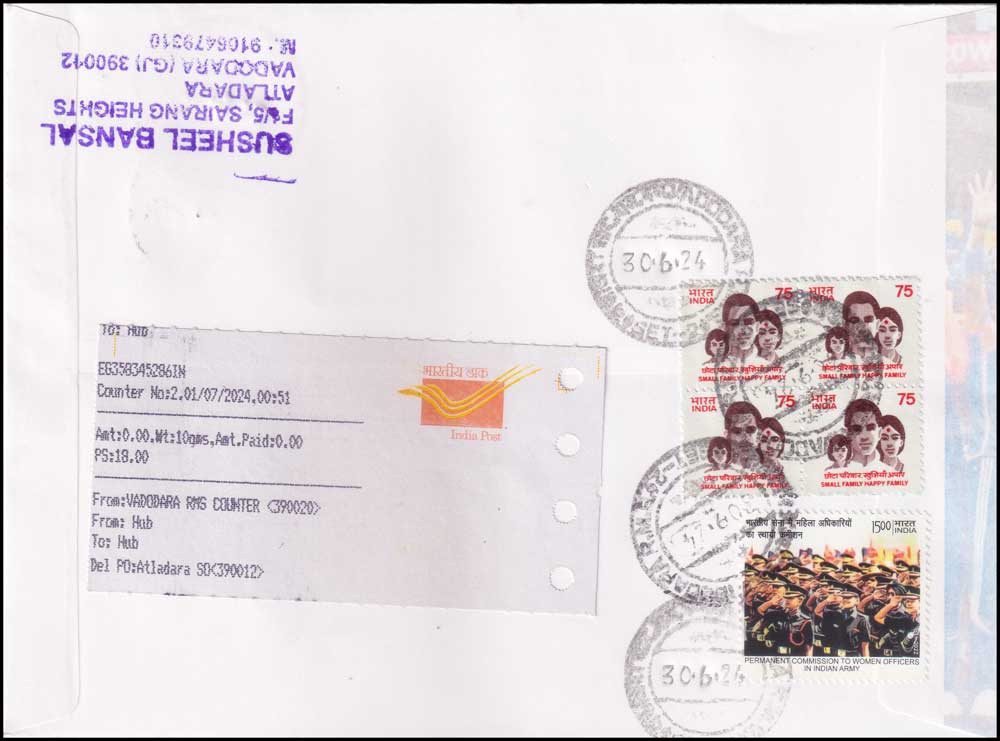 SUSHEEL BANSAL
F1/5, SAIRANG HEIGHTS
ATLADARA
VADODARA (GJ) 390012
M. : 9106479310
30.6.24
भारत
INDIA
75
छोटा परिवार खुशियाँ अपार
SMALL FAMILY HAPPY FAMILY
भारत
INDIA
75
छोटा परिवार खुशियाँ अपार
SMALL FAMILY HAPPY FAMILY
भारत
INDIA
75
छोटा परिवार खुशियाँ अपार
SMALL FAMILY HAPPY FAMILY
भारत
INDIA
75
छोटा परिवार खुशियाँ अपार
SMALL FAMILY HAPPY FAMILY
To: Hub
EG350345286IN
Counter No:2,01/07/2024,00:51
Amt:0.00,Wt:10gms,Amt.Paid:0.00
PS:18.00
From:VADODARA RMS COUNTER <390020>
From: Hub
To: Hub
Del PO:Atladara SO<390012>
भारतीय डाक
India Post
भारतीय सेना में महिला अधिकारियों
का स्थायी कमीशन
1500
भारत
INDIA
2022
PERMANENT COMMISSION TO WOMEN OFFICERS
IN INDIAN ARMY
30.6.24